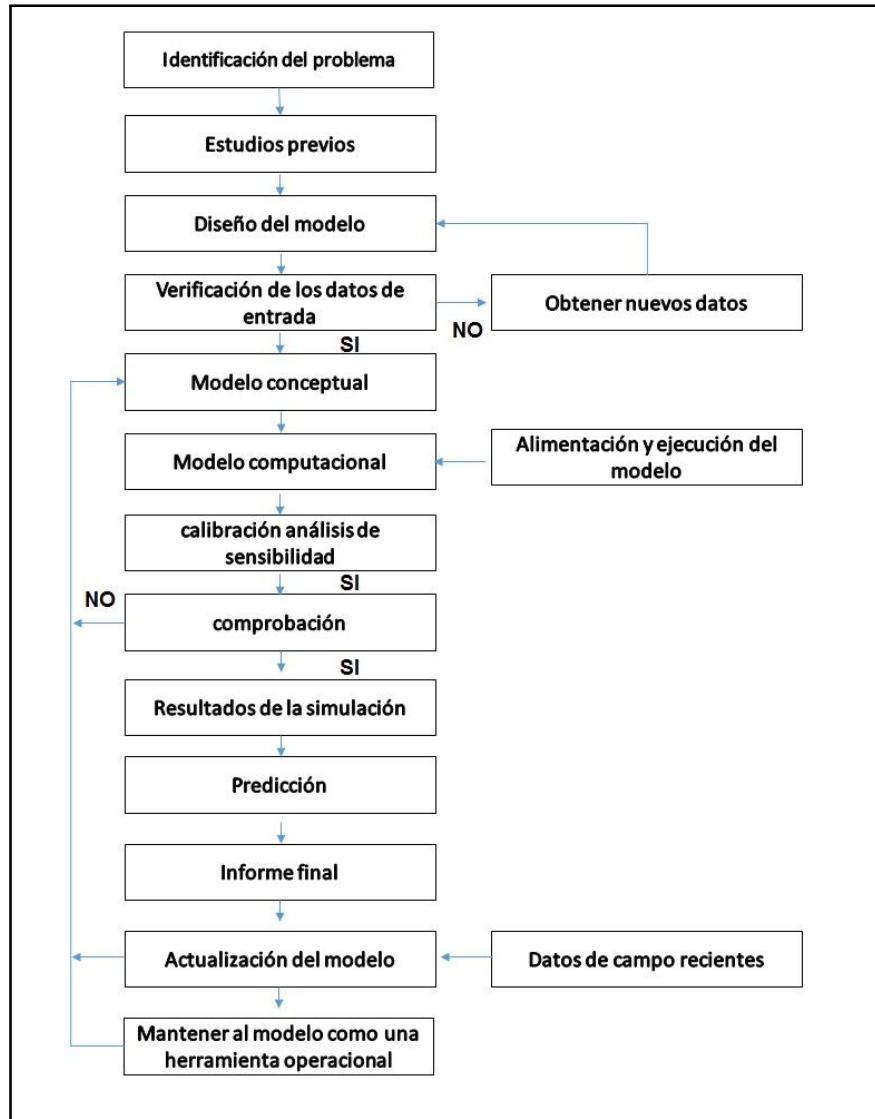 Identificación del problema
Estudios previos
Diseño del modelo
Verificación de los datos de
entrada
Obtener nuevos datos
NO
SI
Modelo conceptual
Modelo computacional
Alimentación y ejecución del
modelo
calibración análisis de
sensibilidad
SI
NO
comprobación
SI
Resultados de la simulación
Predicción
Informe final
Actualización del modelo
Datos de campo recientes
Mantener al modelo como una
herramienta operacional